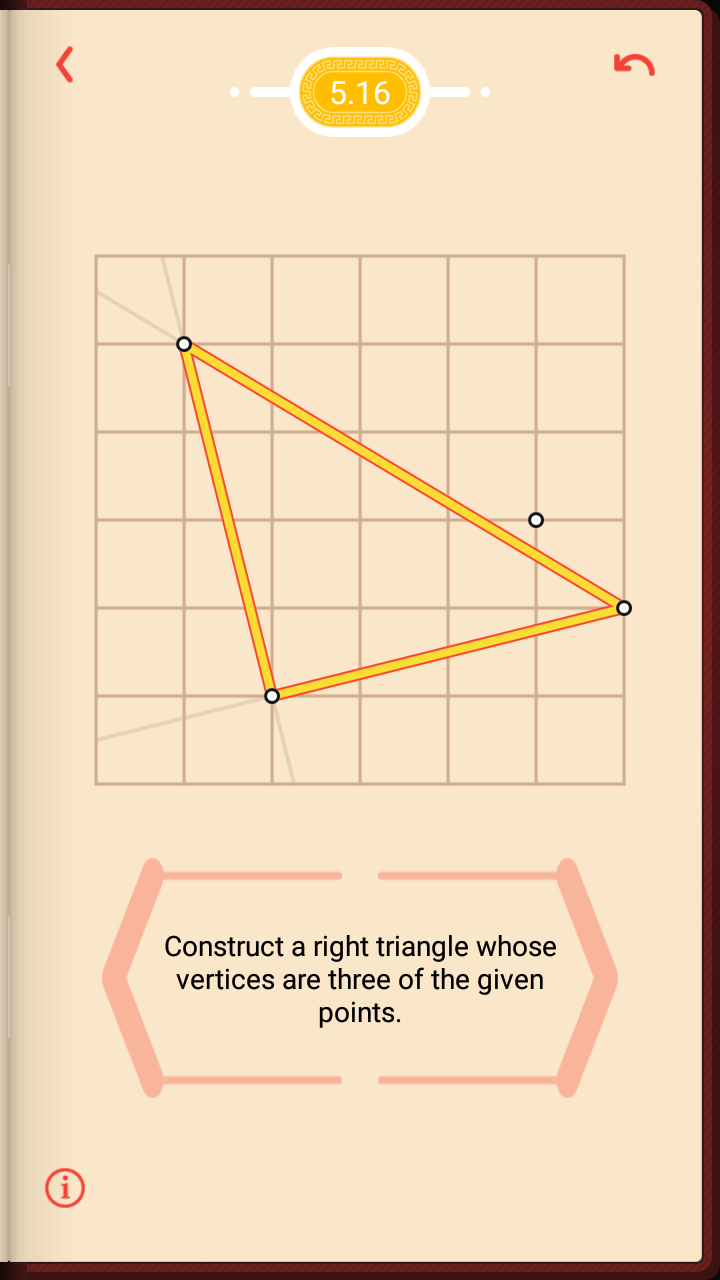 5.16
Construct a right triangle whose
vertices are three of the given
points.
i